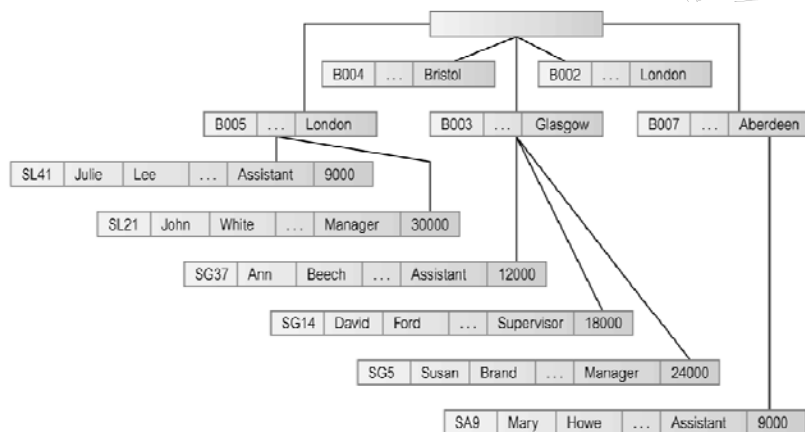 B004 ... Bristol
B002 ... London
B005 ... London
B003 ... Glasgow
B007 ... Aberdeen
SL41 Julie Lee ... Assistant 9000
SL21 John White ... Manager 30000
SG37 Ann Beech ... Assistant 12000
SG14 David Ford ... Supervisor 18000
SG5 Susan Brand ... Manager 24000
SA9 Mary Howe ... Assistant 9000